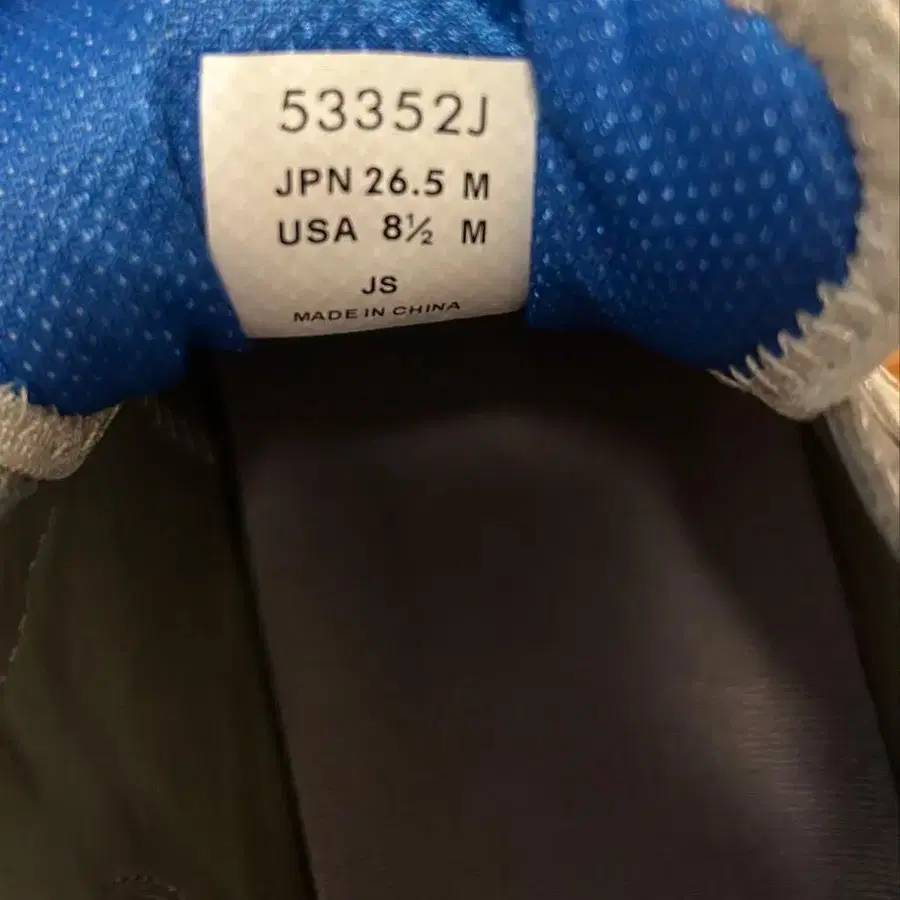 53352J
JPN 26.5 M
USA 8½ M
JS
MADE IN CHINA